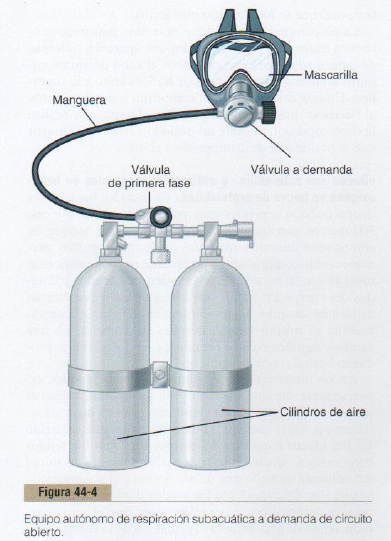 Mascarilla
Manguera
Válvula
de primera fase
Válvula a demanda
Cilindros de aire
Figura 44-4
Equipo autónomo de respiración subacuática a demanda de circuito
abierto.